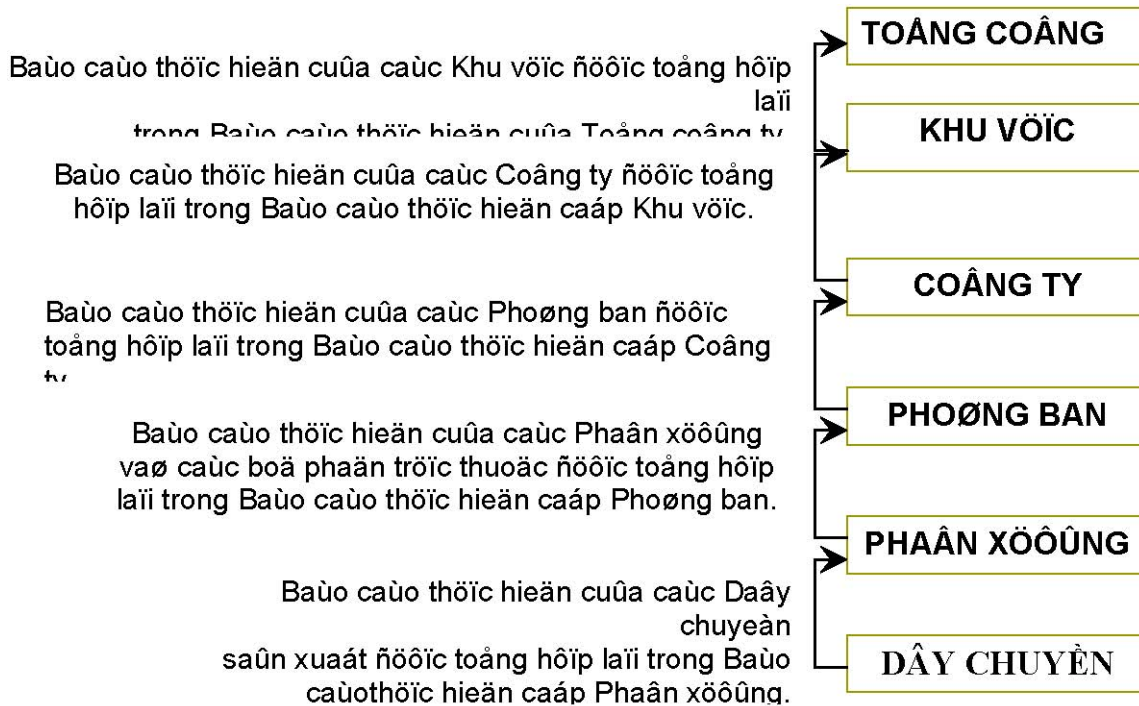 TOÅNG COÂNG
Baùo caùo thöïc hieän cuûa caùc Khu vöïc ñöôïc toång hôïp
laïi
trong Baùo caùo thöïc hieän cuûa Toång coâng ty.
KHU VÖÏC
Baùo caùo thöïc hieän cuûa caùc Coâng ty ñöôïc toång
hôïp laïi trong Baùo caùo thöïc hieän caáp Khu vöïc.
COÂNG TY
Baùo caùo thöïc hieän cuûa caùc Phoøng ban ñöôïc
toång hôïp laïi trong Baùo caùo thöïc hieän caáp Coâng
ty
PHOØNG BAN
Baùo caùo thöïc hieän cuûa caùc Phaân xöôûng
vaø caùc boä phaän tröïc thuoäc ñöôïc toång hôïp
laïi trong Baùo caùo thöïc hieän caáp Phoøng ban.
PHAÂN XÖÔÛNG
Baùo caùo thöïc hieän cuûa caùc Daây
chuyeàn
saûn xuaát ñöôïc toång hôïp laïi trong Baùo
caùothöïc hieän caáp Phaân xöôûng.
DÂY CHUYỀN